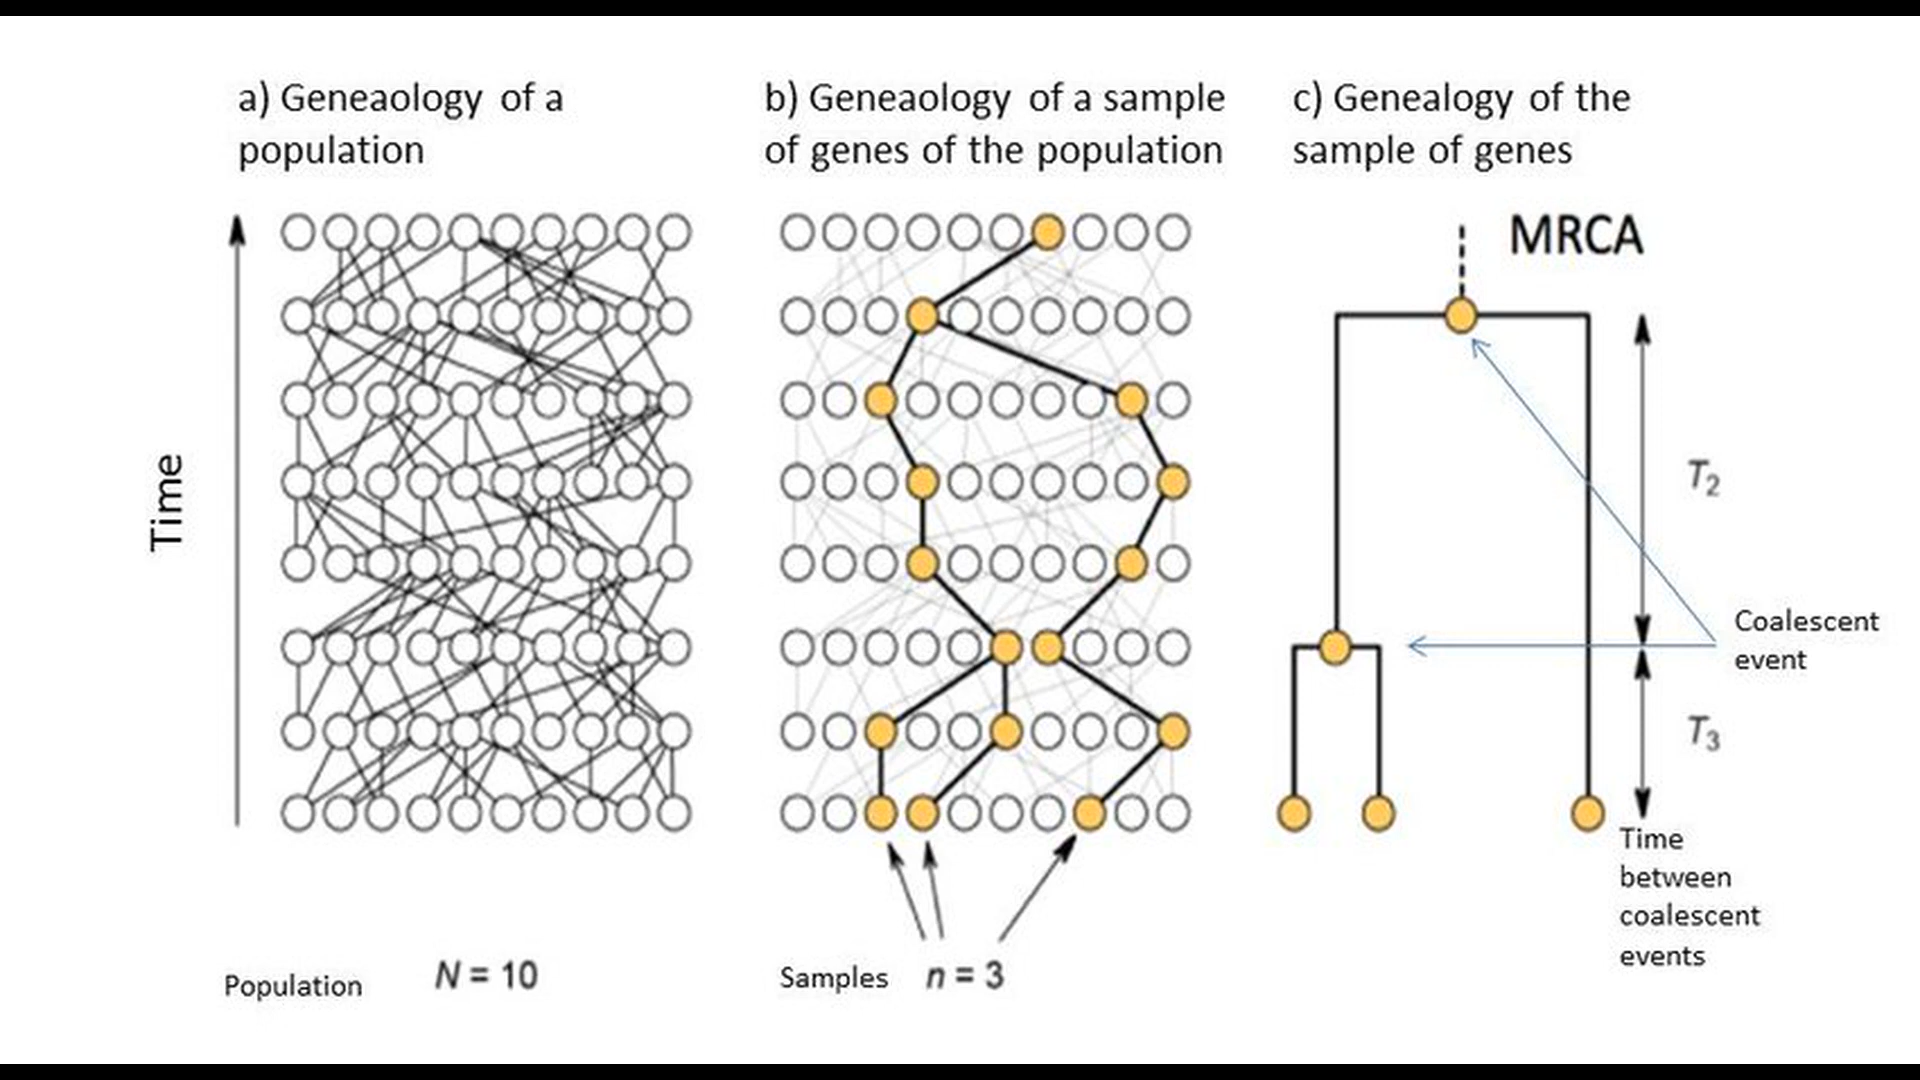 a) Geneaology of a
population
b) Geneaology of a sample
of genes of the population
c) Genealogy of the
sample of genes
Time
MRCA
T2
Coalescent
event
T3
Time
between
coalescent
events
Population N = 10
Samples n = 3